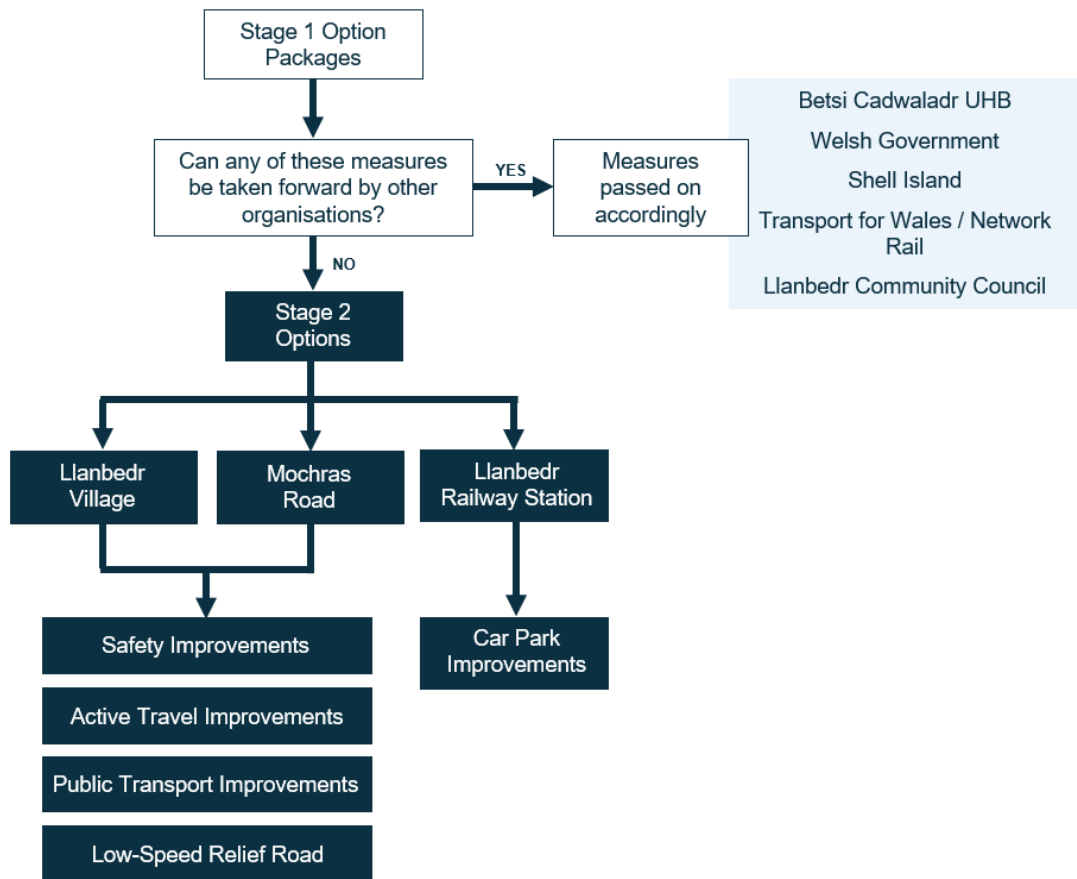 Stage 1 Option
Packages
Can any of these measures
be taken forward by other
organisations?
YES
Measures
passed on
accordingly
Betsi Cadwaladr UHB
Welsh Government
Shell Island
Transport for Wales / Network
Rail
Llanbedr Community Council
NO
Stage 2
Options
Llanbedr
Village
Mochras
Road
Llanbedr
Railway Station
Safety Improvements
Active Travel Improvements
Public Transport Improvements
Low-Speed Relief Road
Car Park
Improvements